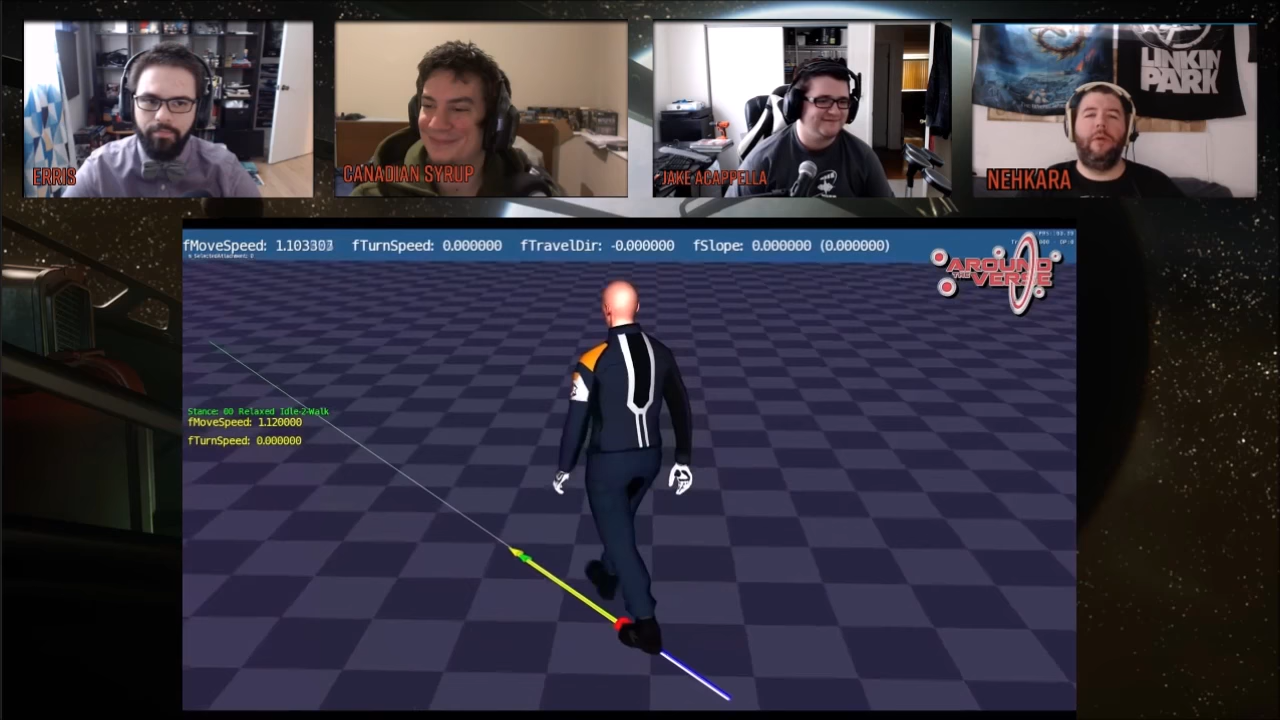 ERRIS
CANADIAN SYRUP
JAKE ACAPPELLA
NEHKARA
LINKIN
PARK
fMoveSpeed: 1.103303 fTurnSpeed: 0.000000 fTravelDir: -0.000000 fSlope: 0.000000 (0.000000)
AROUND
THE VERSE
Stance: 00 Relaxed Idle-2-Walk
fMoveSpeed: 1.120000
fTurnSpeed: 0.000000